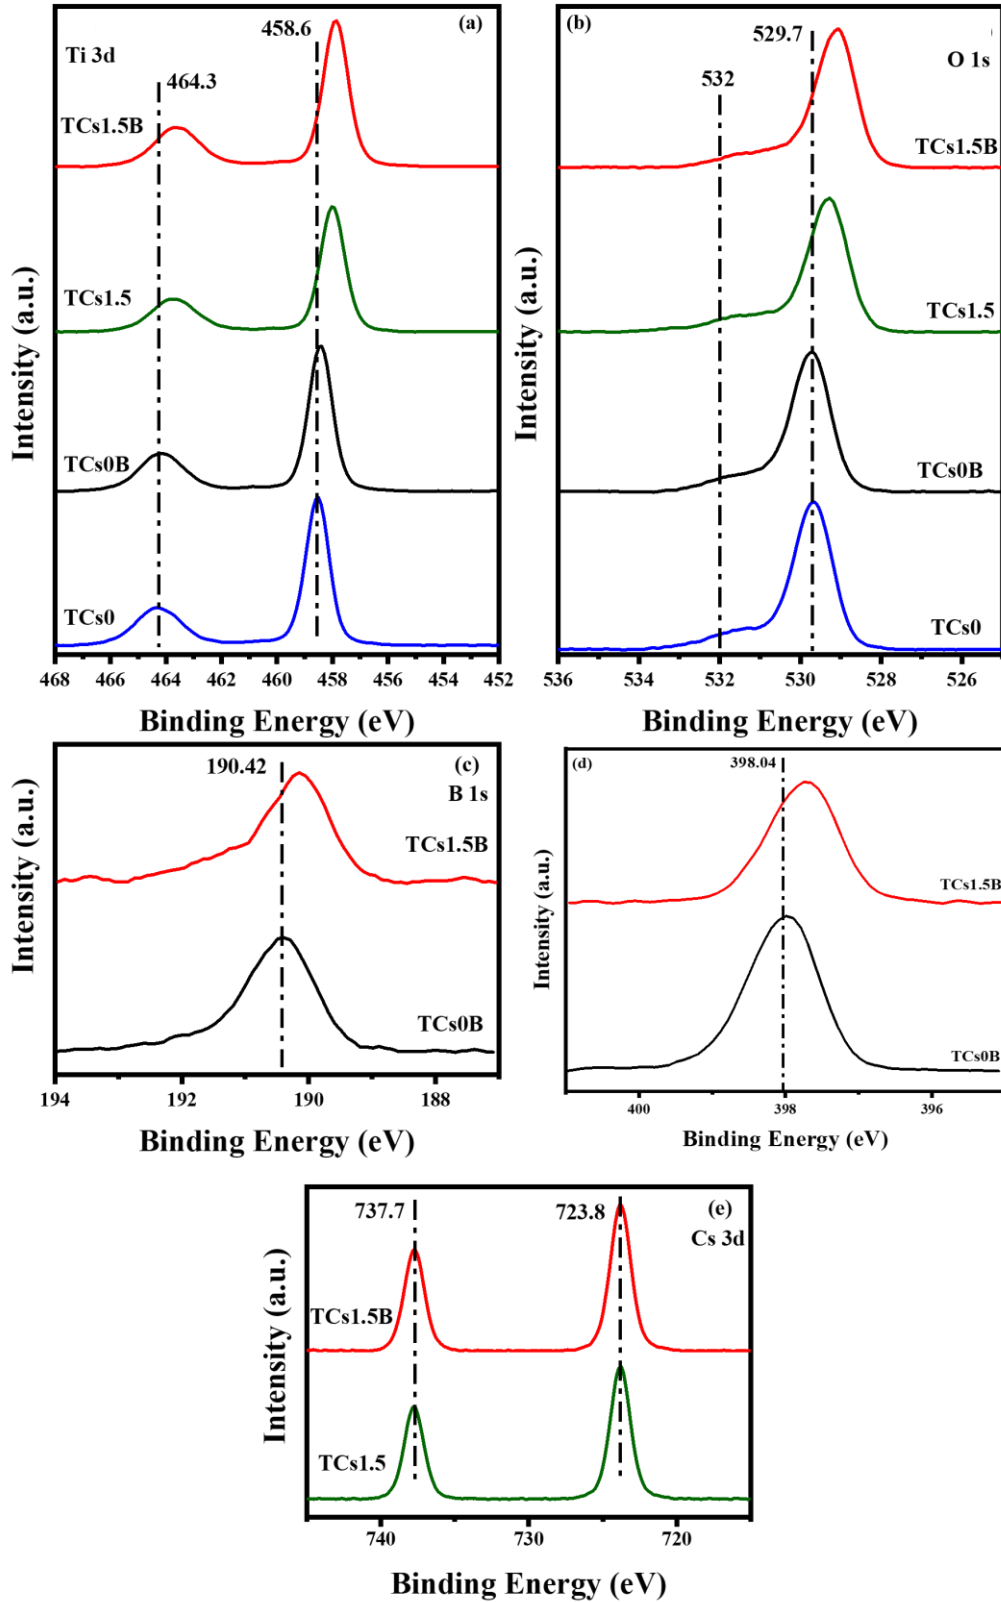 (a)
Ti 3d
458.6
464.3
TCs1.5B
TCs1.5
TCs0B
TCs0
Intensity (a.u.)
468 466 464 462 460 458 456 454 452
Binding Energy (eV)
(b)
529.7
O 1s
532
TCs1.5B
TCs1.5
TCs0B
TCs0
Intensity (a.u.)
536 534 532 530 528 526
Binding Energy (eV)
190.42
(c)
B 1s
TCs1.5B
TCs0B
Intensity (a.u.)
194 192 190 188
Binding Energy (eV)
(d)
398.04
TCs1.5B
TCs0B
Intensity (a.u.)
400 398 396
Binding Energy (eV)
737.7
723.8
(e)
Cs 3d
TCs1.5B
TCs1.5
Intensity (a.u.)
740 730 720
Binding Energy (eV)